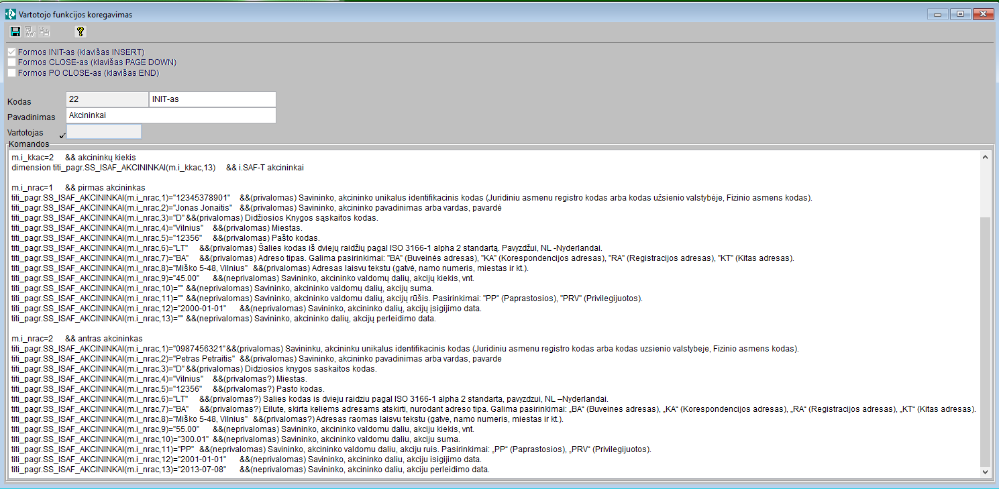 Vartotojo funkcijos koregavimas
Formos INIT-as (klavišas INSERT)
Formos CLOSE-as (klavišas PAGE DOWN)
Formos PO CLOSE-as (klavišas END)
Kodas 22 INIT-as
Pavadinimas Akcininkai
Vartotojas
Komandos
m.i_kkac=2 && akcininkų kiekis
dimension titi_pagr.SS_ISAF_AKCININKAI(m.i_kkac,13) && i.SAF-T akcininkai
m.i_nrac=1 && pirmas akcininkas
titi_pagr.SS_ISAF_AKCININKAI(m.i_nrac,1)="12345378901" &&(privalomas) Savininko, akcininko unikalus identifikacinis kodas (Juridiniu asmenu registro kodas arba kodas užsienio valstybėje, Fizinio asmens kodas).
titi_pagr.SS_ISAF_AKCININKAI(m.i_nrac,2)="Jonas Jonaitis" &&(privalomas) Savininko, akcininko pavadinimas arba vardas, pavardė
titi_pagr.SS_ISAF_AKCININKAI(m.i_nrac,3)="D" &&(privalomas) Didžiosios Knygos sąskaitos kodas.
titi_pagr.SS_ISAF_AKCININKAI(m.i_nrac,4)="Vilnius" &&(privalomas) Miestas.
titi_pagr.SS_ISAF_AKCININKAI(m.i_nrac,5)="12356" &&(privalomas) Pašto kodas.
titi_pagr.SS_ISAF_AKCININKAI(m.i_nrac,6)="LT" &&(privalomas) Šalies kodas iš dviejų raidžių pagal ISO 3166-1 alpha 2 standartą. Pavyzdžui, NL -Nyderlandai.
titi_pagr.SS_ISAF_AKCININKAI(m.i_nrac,7)="BA" &&(privalomas) Adreso tipas. Galima pasirinkimai: "BA" (Buveinės adresas), "KA" (Korespondencijos adresas), "RA" (Registracijos adresas), "KT" (Kitas adresas).
titi_pagr.SS_ISAF_AKCININKAI(m.i_nrac,8)="Miško 5-48, Vilnius" &&(privalomas) Adresas laisvu tekstu (gatvė, namo numeris, miestas ir kt.).
titi_pagr.SS_ISAF_AKCININKAI(m.i_nrac,9)="45.00" &&(neprivalomas) Savininko, akcininko valdomų dalių, akcijų kiekis, vnt.
titi_pagr.SS_ISAF_AKCININKAI(m.i_nrac,10)="" &&(neprivalomas) Savininko, akcininko valdomų dalių, akcijų suma.
titi_pagr.SS_ISAF_AKCININKAI(m.i_nrac,11)="" &&(neprivalomas) Savininko, akcininko valdomu dalių, akcijų rūšis. Pasirinkimai: "PP" (Paprastosios), "PRV" (Privilegijuotos).
titi_pagr.SS_ISAF_AKCININKAI(m.i_nrac,12)="2000-01-01" &&(neprivalomas) Savininko, akcininko dalių, akcijų įsigijimo data.
titi_pagr.SS_ISAF_AKCININKAI(m.i_nrac,13)="" &&(neprivalomas) Savininko, akcininko dalių, akcijų perleidimo data.
m.i_nrac=2 && antras akcininkas
titi_pagr.SS_ISAF_AKCININKAI(m.i_nrac,1)="0987456321"&&(privalomas) Savininku, akcininku unikalus identifikacinis kodas (Juridiniu asmenu registro kodas arba kodas uzsienio valstybeje, Fizinio asmens kodas).
titi_pagr.SS_ISAF_AKCININKAI(m.i_nrac,2)="Petras Petraitis" &&(privalomas) Savininko, akcininko pavadinimas arba vardas, pavarde
titi_pagr.SS_ISAF_AKCININKAI(m.i_nrac,3)="D" &&(privalomas) Didziosios knygos saskaitos kodas.
titi_pagr.SS_ISAF_AKCININKAI(m.i_nrac,4)="Vilnius" &&(privalomas?) Miestas.
titi_pagr.SS_ISAF_AKCININKAI(m.i_nrac,5)="12356" &&(privalomas?) Pasto kodas.
titi_pagr.SS_ISAF_AKCININKAI(m.i_nrac,6)="LT" &&(privalomas?) Salies kodas is dvieju raidziu pagal ISO 3166-1 alpha 2 standarta, pavyzdzui, NL –Nyderlandai.
titi_pagr.SS_ISAF_AKCININKAI(m.i_nrac,7)="BA" &&(privalomas?) Eilute, skirta keliems adresams atskirti, nurodant adreso tipa. Galima pasirinkimai: „BA“ (Buveines adresas), „KA“ (Korespondencijos adresas), „RA“ (Registracijos adresas), „KT“ (Kitas adresas).
titi_pagr.SS_ISAF_AKCININKAI(m.i_nrac,8)="Miško 5-48, Vilnius" &&(privalomas?) Adresas raomas laisvu tekstu (gatve, namo numeris, miestas ir kt.).
titi_pagr.SS_ISAF_AKCININKAI(m.i_nrac,9)="55.00" &&(neprivalomas) Savininko, akcininko valdomu daliu, akciju kiekis, vnt.
titi_pagr.SS_ISAF_AKCININKAI(m.i_nrac,10)="300.01" &&(neprivalomas) Savininko, akcininko valdomu daliu, akciju suma.
titi_pagr.SS_ISAF_AKCININKAI(m.i_nrac,11)="PP" &&(neprivalomas) Savininko, akcininko valdomu daliu, akciju ruis. Pasirinkimai: „PP“ (Paprastosios), „PRV“ (Privilegijuotos).
titi_pagr.SS_ISAF_AKCININKAI(m.i_nrac,12)="2001-01-01" &&(neprivalomas) Savininko, akcininko daliu, akciju isigijimo data.
titi_pagr.SS_ISAF_AKCININKAI(m.i_nrac,13)="2013-07-08" &&(neprivalomas) Savininko, akcininko daliu, akciju perleidimo data.